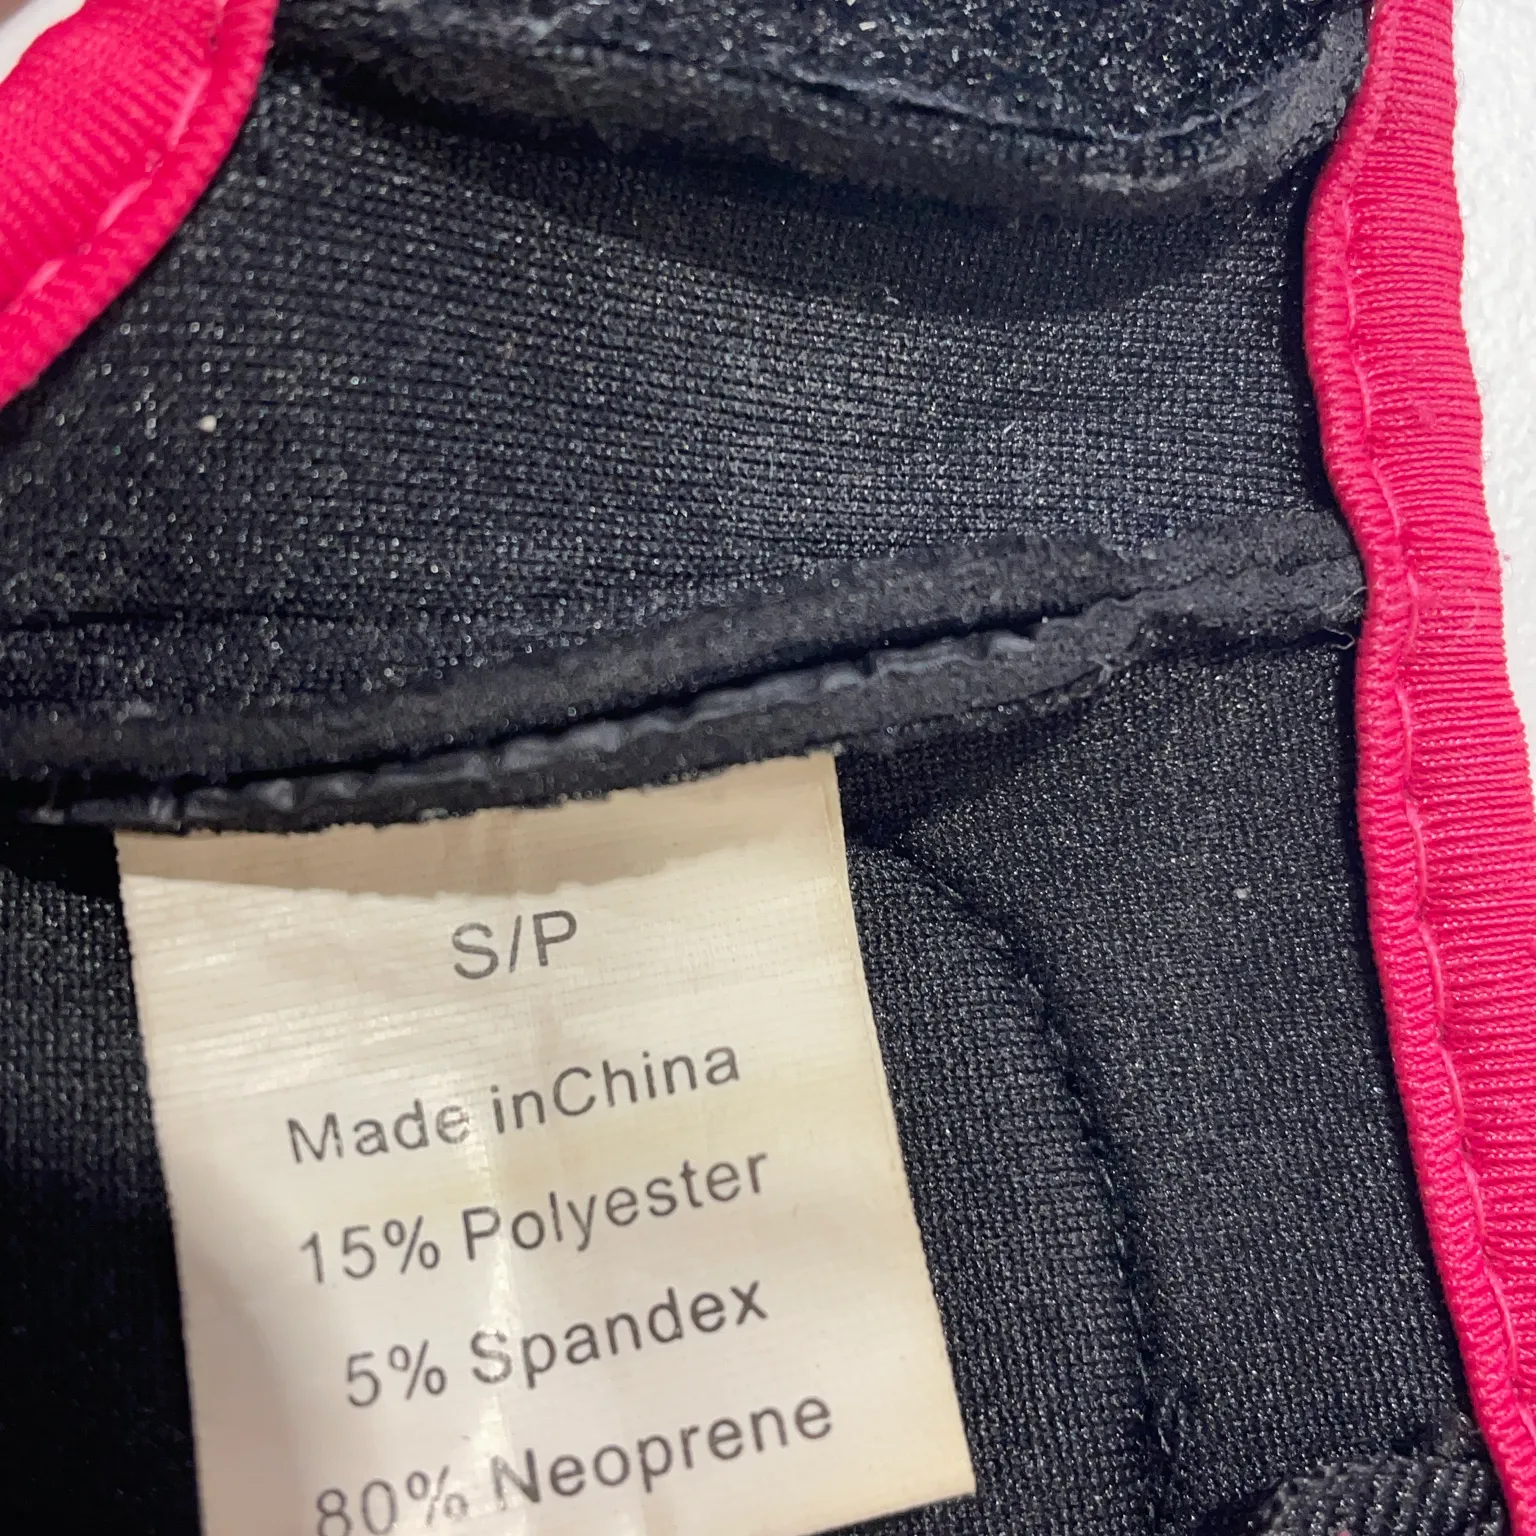 S/P
Made inChina
15% Polyester
5% Spandex
80% Neoprene